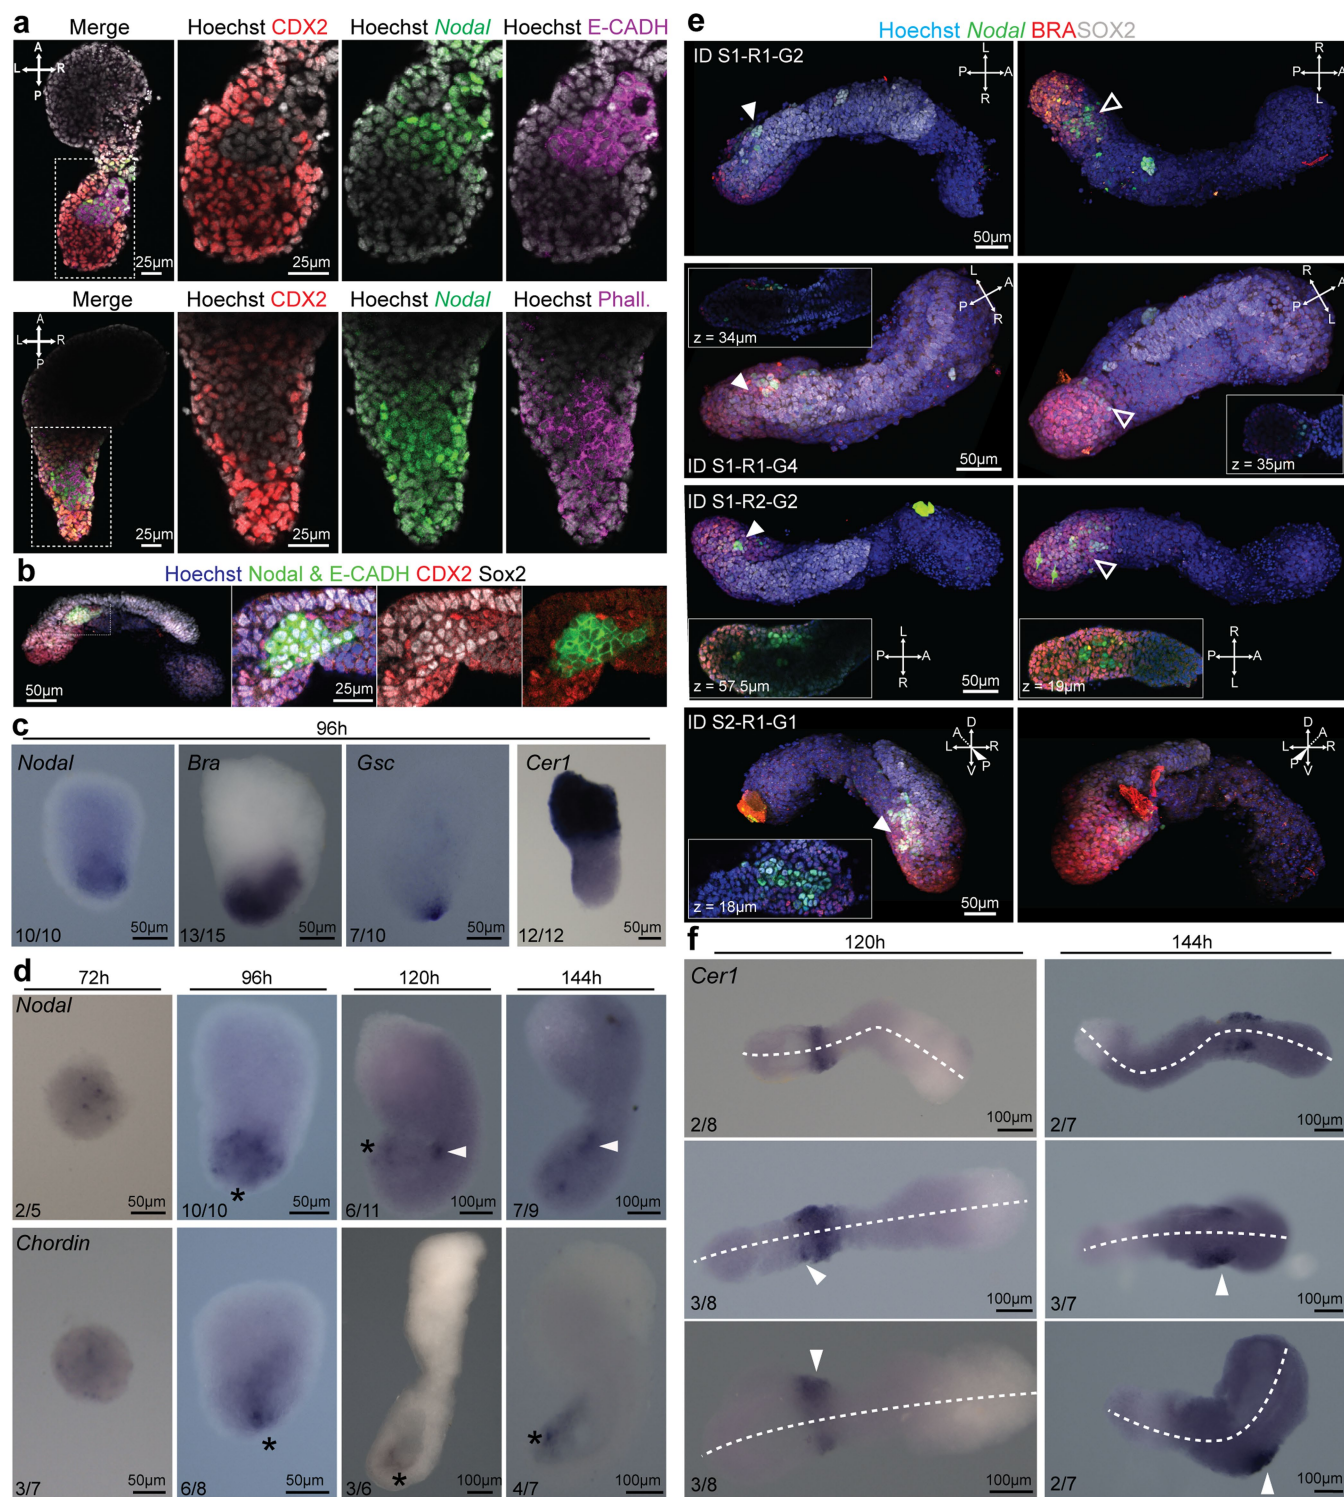 a
Merge
Hoechst CDX2
Hoechst Nodal
Hoechst E-CADH
A
L R
P
25µm
25µm
Merge
Hoechst CDX2
Hoechst Nodal
Hoechst Phall.
A
L R
P
25µm
25µm
b
Hoechst Nodal & E-CADH CDX2 Sox2
50µm
25µm
c
96h
Nodal
Bra
Gsc
Cer1
10/10
50µm
13/15
50µm
7/10
50µm
12/12
50µm
d
72h
96h
120h
144h
Nodal
* *
2/5
50µm
10/10
50µm
6/11
100µm
7/9
100µm
Chordin
* * *
3/7
50µm
6/8
50µm
3/6
100µm
4/7
100µm
e
Hoechst Nodal BRA SOX2
ID S1-R1-G2
L
P A
R
R
P A
L
50µm
z = 34µm
L
P A
R
R
P A
L
ID S1-R1-G4
50µm
z = 35µm
ID S1-R2-G2
z = 57.5µm
L
P A
R
50µm
z = 19µm
R
P A
L
ID S2-R1-G1
D
A
L R
P
V
D
A
L R
P
V
z = 18µm
50µm
f
120h
144h
Cer1
2/8
100µm
2/7
100µm
3/8
100µm
3/7
100µm
3/8
100µm
2/7
100µm